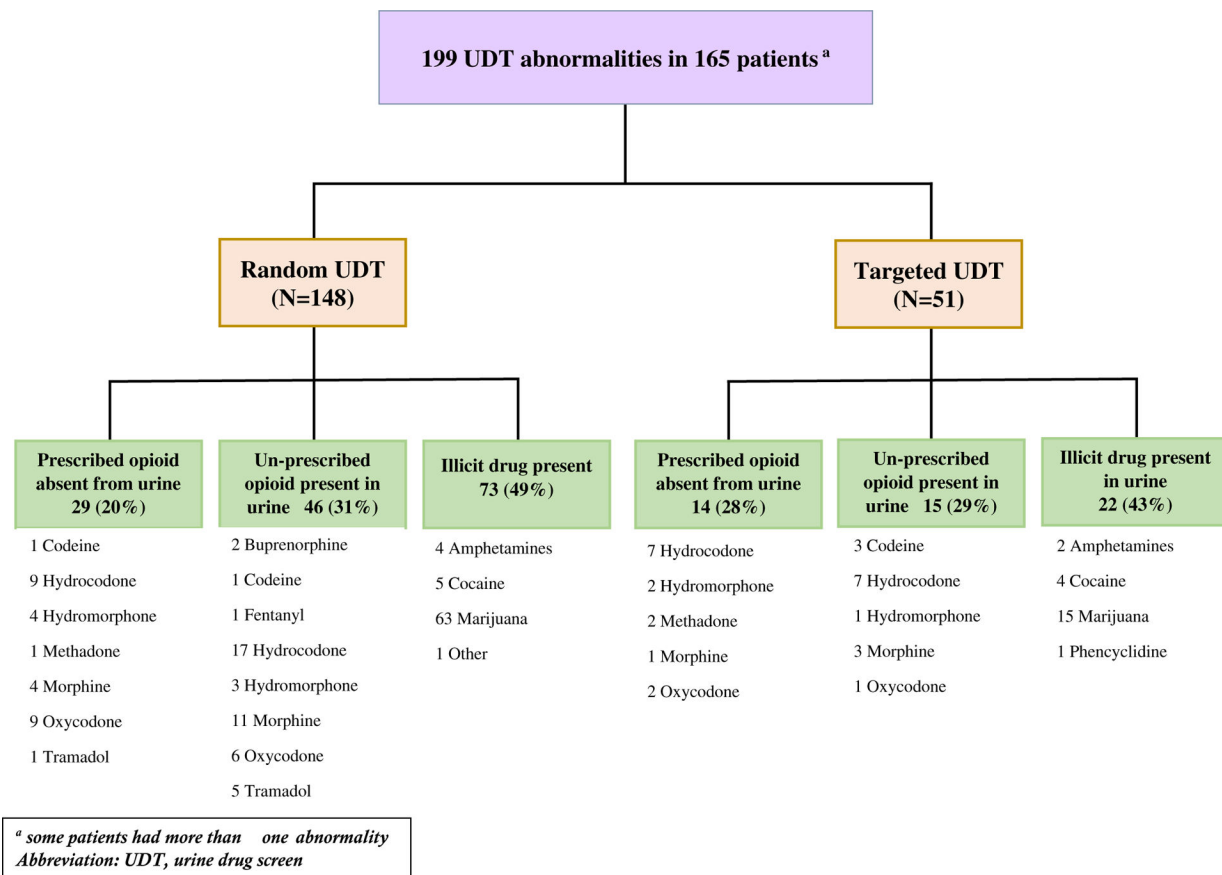 199 UDT abnormalities in 165 patients a
Random UDT
(N=148)
Targeted UDT
(N=51)
Prescribed opioid
absent from urine
29 (20%)
1 Codeine
9 Hydrocodone
4 Hydromorphone
1 Methadone
4 Morphine
9 Oxycodone
1 Tramadol
Un-prescribed
opioid present in
urine 46 (31%)
2 Buprenorphine
1 Codeine
1 Fentanyl
17 Hydrocodone
3 Hydromorphone
11 Morphine
6 Oxycodone
5 Tramadol
Illicit drug present
73 (49%)
4 Amphetamines
5 Cocaine
63 Marijuana
1 Other
Prescribed opioid
absent from urine
14 (28%)
7 Hydrocodone
2 Hydromorphone
2 Methadone
1 Morphine
2 Oxycodone
Un-prescribed
opioid present in
urine 15 (29%)
3 Codeine
7 Hydrocodone
1 Hydromorphone
3 Morphine
1 Oxycodone
Illicit drug present
in urine
22 (43%)
2 Amphetamines
4 Cocaine
15 Marijuana
1 Phencyclidine
a some patients had more than one abnormality
Abbreviation: UDT, urine drug screen